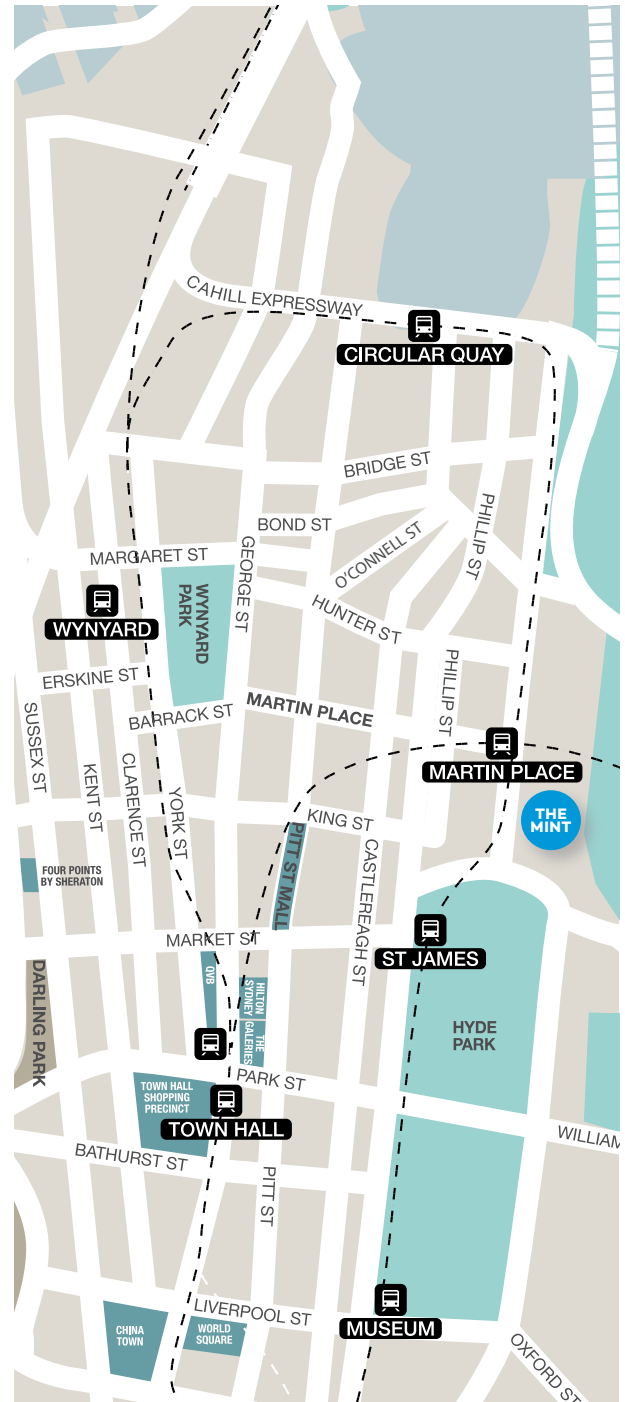 CAHILL EXPRESSWAY
CIRCULAR QUAY
BRIDGE ST
PHILLIP ST
BOND ST
O'CONNELL ST
GEORGE ST
MARGARET ST
WYNYARD
PARK
HUNTER ST
WYNYARD
PHILLIP ST
ERSKINE ST
MARTIN PLACE
BARRACK ST
SUSSEX ST
MARTIN PLACE
KENT ST
CLARENCE ST
YORK ST
THE
MINT
KING ST
PITT ST MALL
CASTLEREAGH ST
FOUR POINTS
BY SHERATON
MARKET ST
ST JAMES
DARLING PARK
QVB
HILTON
SYDNEY
THE
GALERIES
HYDE
PARK
PARK ST
TOWN HALL
SHOPPING
PRECINCT
TOWN HALL
WILLIAM
BATHURST ST
PITT ST
LIVERPOOL ST
MUSEUM
CHINA
TOWN
WORLD
SQUARE
OXFORD ST